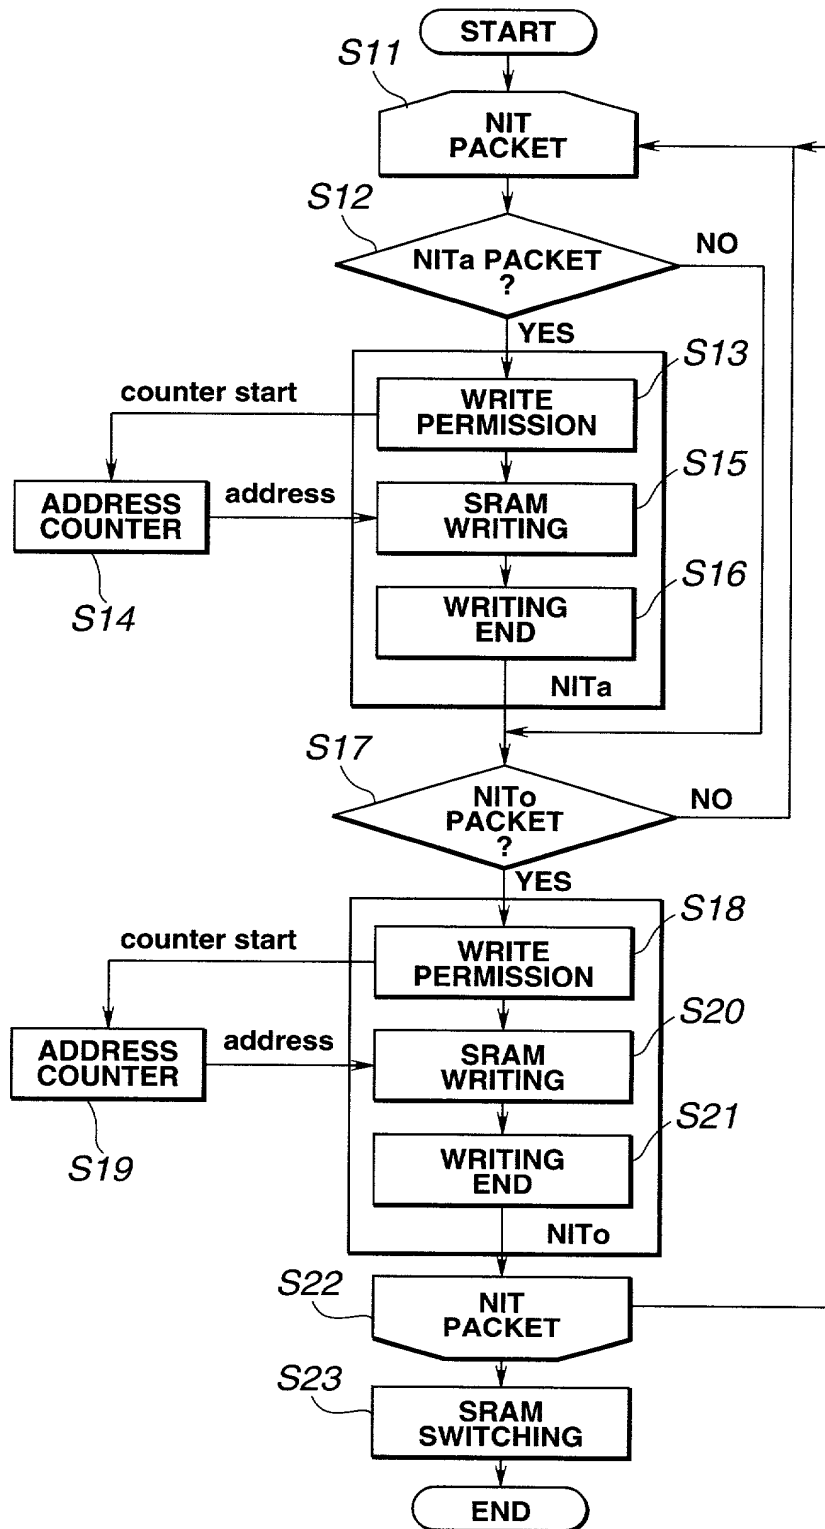 START
S11
NIT
PACKET
S12
NITa PACKET
?
NO
YES
S13
WRITE
PERMISSION
counter start
S15
ADDRESS
COUNTER
address
SRAM
WRITING
S14
S16
WRITING
END
NITa
S17
NITo
PACKET
?
NO
YES
S18
WRITE
PERMISSION
counter start
S20
ADDRESS
COUNTER
address
SRAM
WRITING
S19
S21
WRITING
END
NITo
S22
NIT
PACKET
S23
SRAM
SWITCHING
END